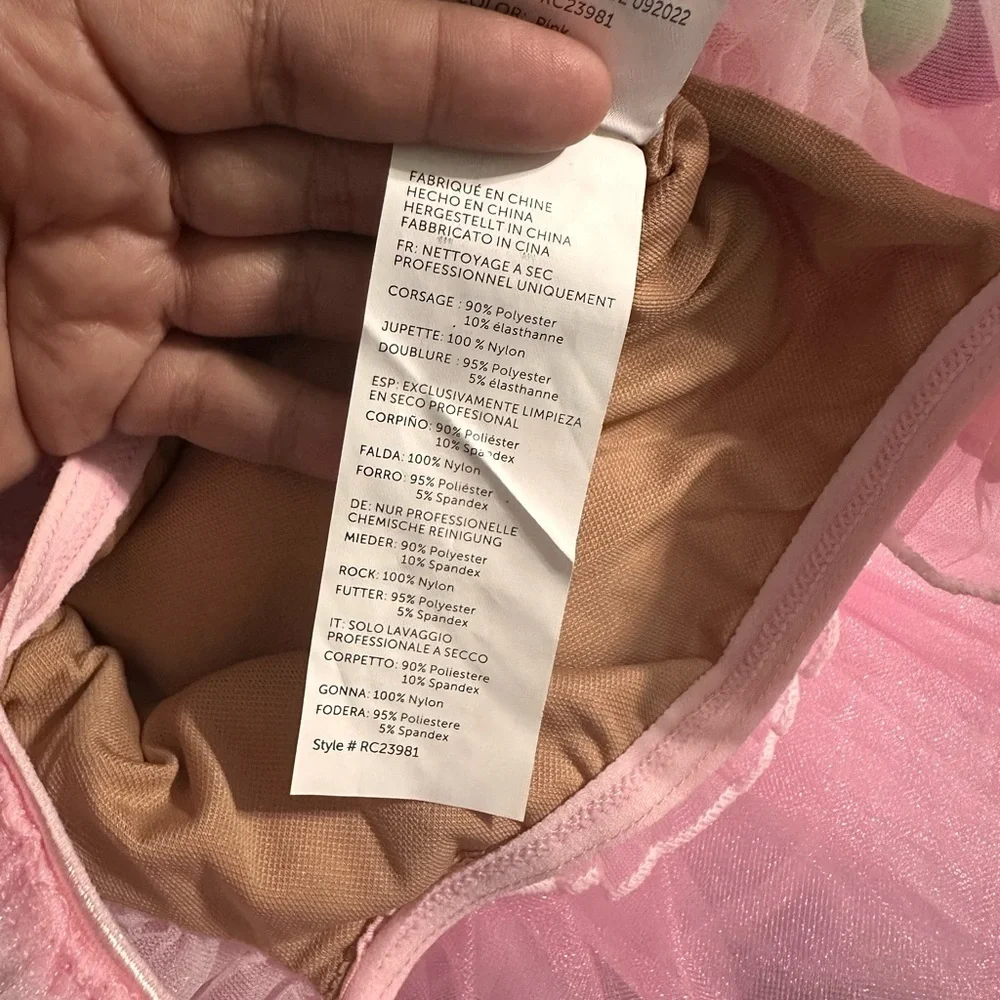 092022
RC23981
COLOR: Pink
FABRIQUÉ EN CHINE
HECHO EN CHINA
HERGESTELLT IN CHINA
FABBRICATO IN CINA
FR: NETTOYAGE A SEC
PROFESSIONNEL UNIQUEMENT
CORSAGE : 90% Polyester
10% élasthanne
JUPETTE: 100 % Nylon
DOUBLURE : 95% Polyester
5% élasthanne
ESP: EXCLUSIVAMENTE LIMPIEZA
EN SECO PROFESIONAL
CORPIÑO: 90% Poliéster
10% Spandex
FALDA: 100% Nylon
FORRO: 95% Poliéster
5% Spandex
DE: NUR PROFESSIONELLE
CHEMISCHE REINIGUNG
MIEDER: 90% Polyester
10% Spandex
ROCK: 100% Nylon
FUTTER: 95% Polyester
5% Spandex
IT: SOLO LAVAGGIO
PROFESSIONALE A SECCO
CORPETTO: 90% Poliestere
10% Spandex
GONNA: 100% Nylon
FODERA: 95% Poliestere
5% Spandex
Style # RC23981